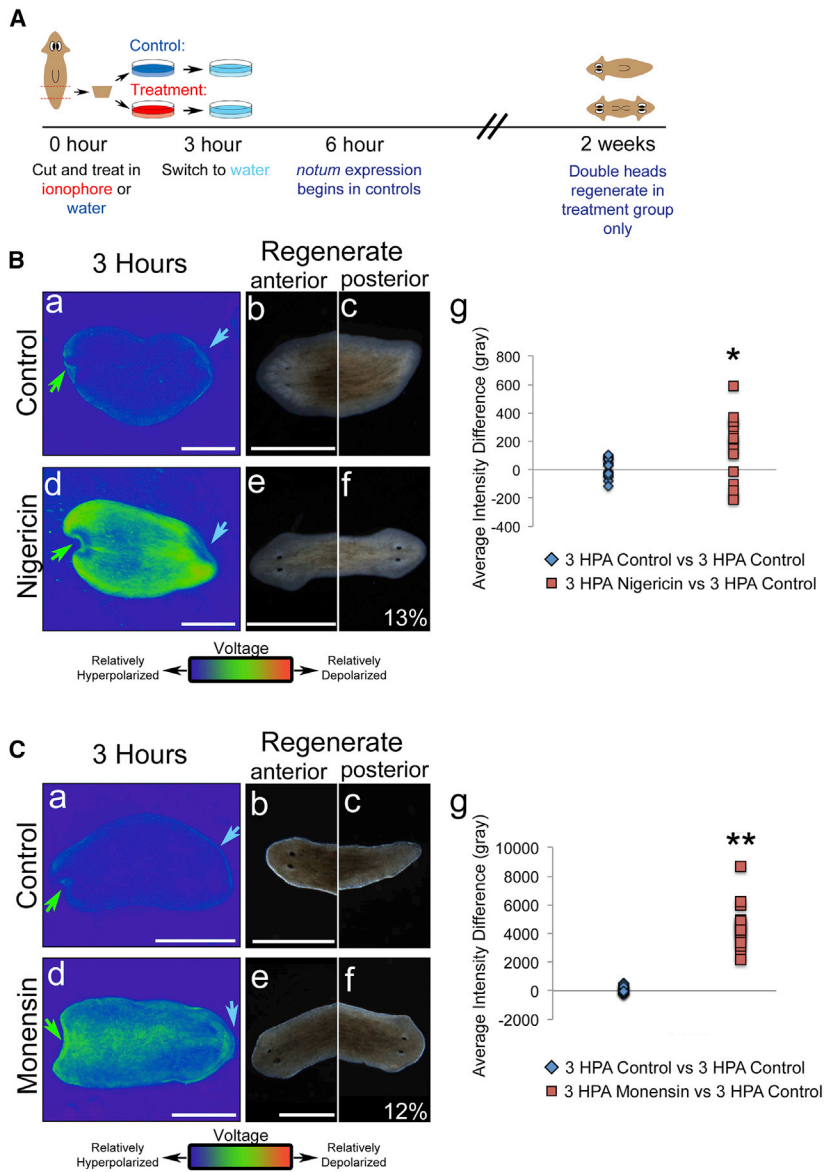 A
Control:
Treatment:
0 hour
3 hour
6 hour
2 weeks
Cut and treat in
ionophore or
water
Switch to water
notum expression
begins in controls
Double heads
regenerate in
treatment group
only
B
3 Hours
Regenerate
anterior
posterior
Control
a
b
c
Nigericin
d
e
f
13%
Voltage
Relatively
Hyperpolarized
Relatively
Depolarized
g
Average Intensity Difference (gray)
800
600
400
200
0
-200
-400
*
3 HPA Control vs 3 HPA Control
3 HPA Nigericin vs 3 HPA Control
C
3 Hours
Regenerate
anterior
posterior
Control
a
b
c
Monensin
d
e
f
12%
Voltage
Relatively
Hyperpolarized
Relatively
Depolarized
g
Average Intensity Difference (gray)
10000
8000
6000
4000
2000
0
-2000
**
3 HPA Control vs 3 HPA Control
3 HPA Monensin vs 3 HPA Control